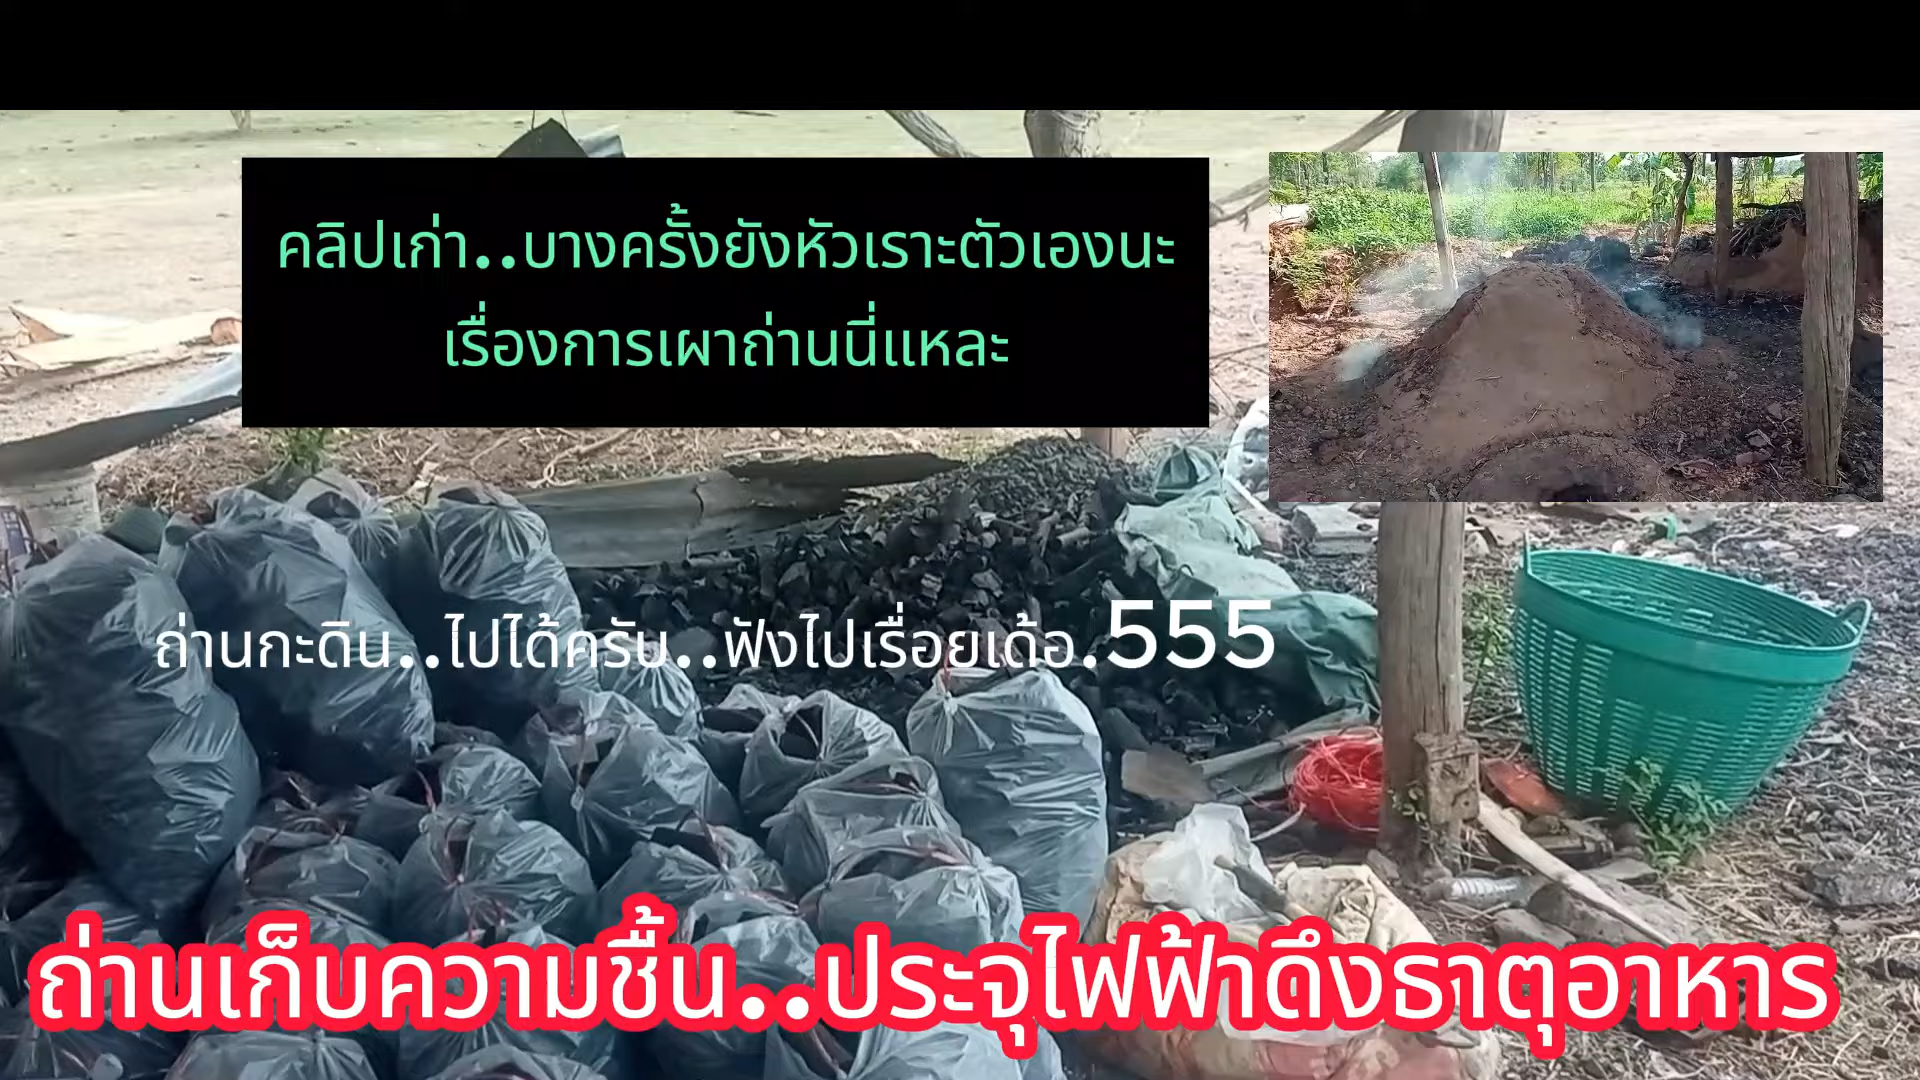 คลิปเก่า..บางครั้งยังหัวเราะตัวเองนะ
เรื่องการเผาถ่านนี่แหละ
ถ่านกะดิน..ไปได้ครับ..ฟังไปเรื่อยเด้อ.555
ถ่านเก็บความชื้น..ประจุไฟฟ้าดึงธาตุอาหาร